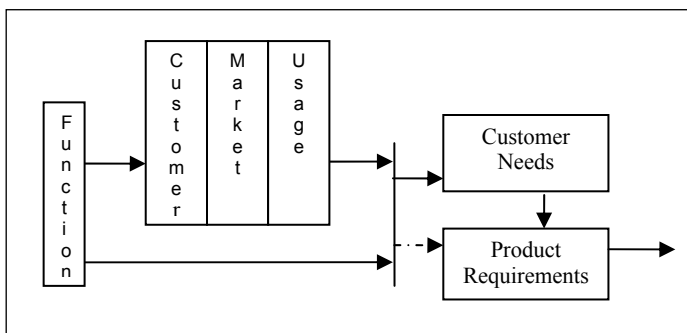 Function
Customer
Market
Usage
Customer
Needs
Product
Requirements